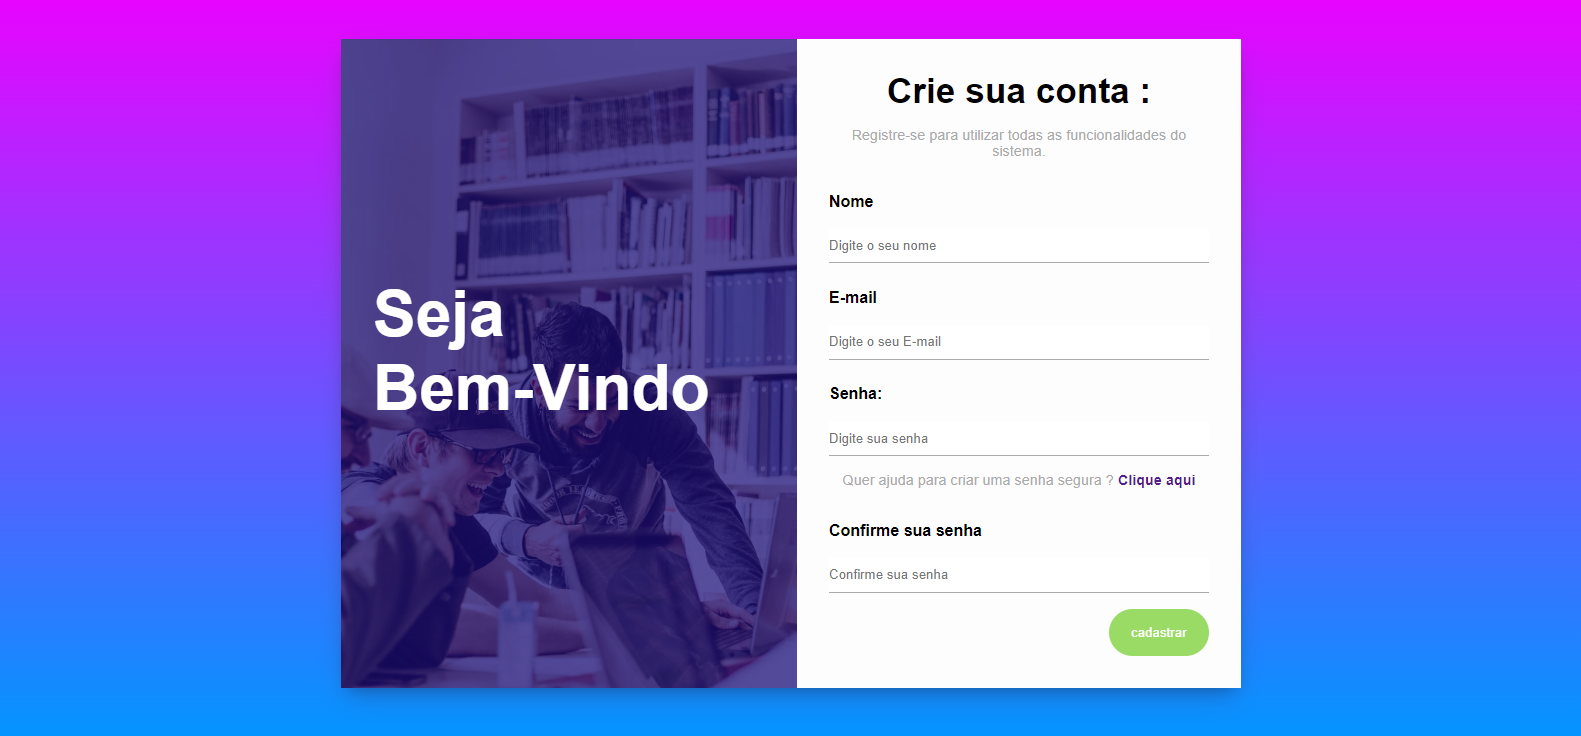 Seja
Bem-Vindo
Crie sua conta :
Registre-se para utilizar todas as funcionalidades do
sistema.
Nome
Digite o seu nome
E-mail
Digite o seu E-mail
Senha:
Digite sua senha
Quer ajuda para criar uma senha segura ? Clique aqui
Confirme sua senha
Confirme sua senha
cadastrar